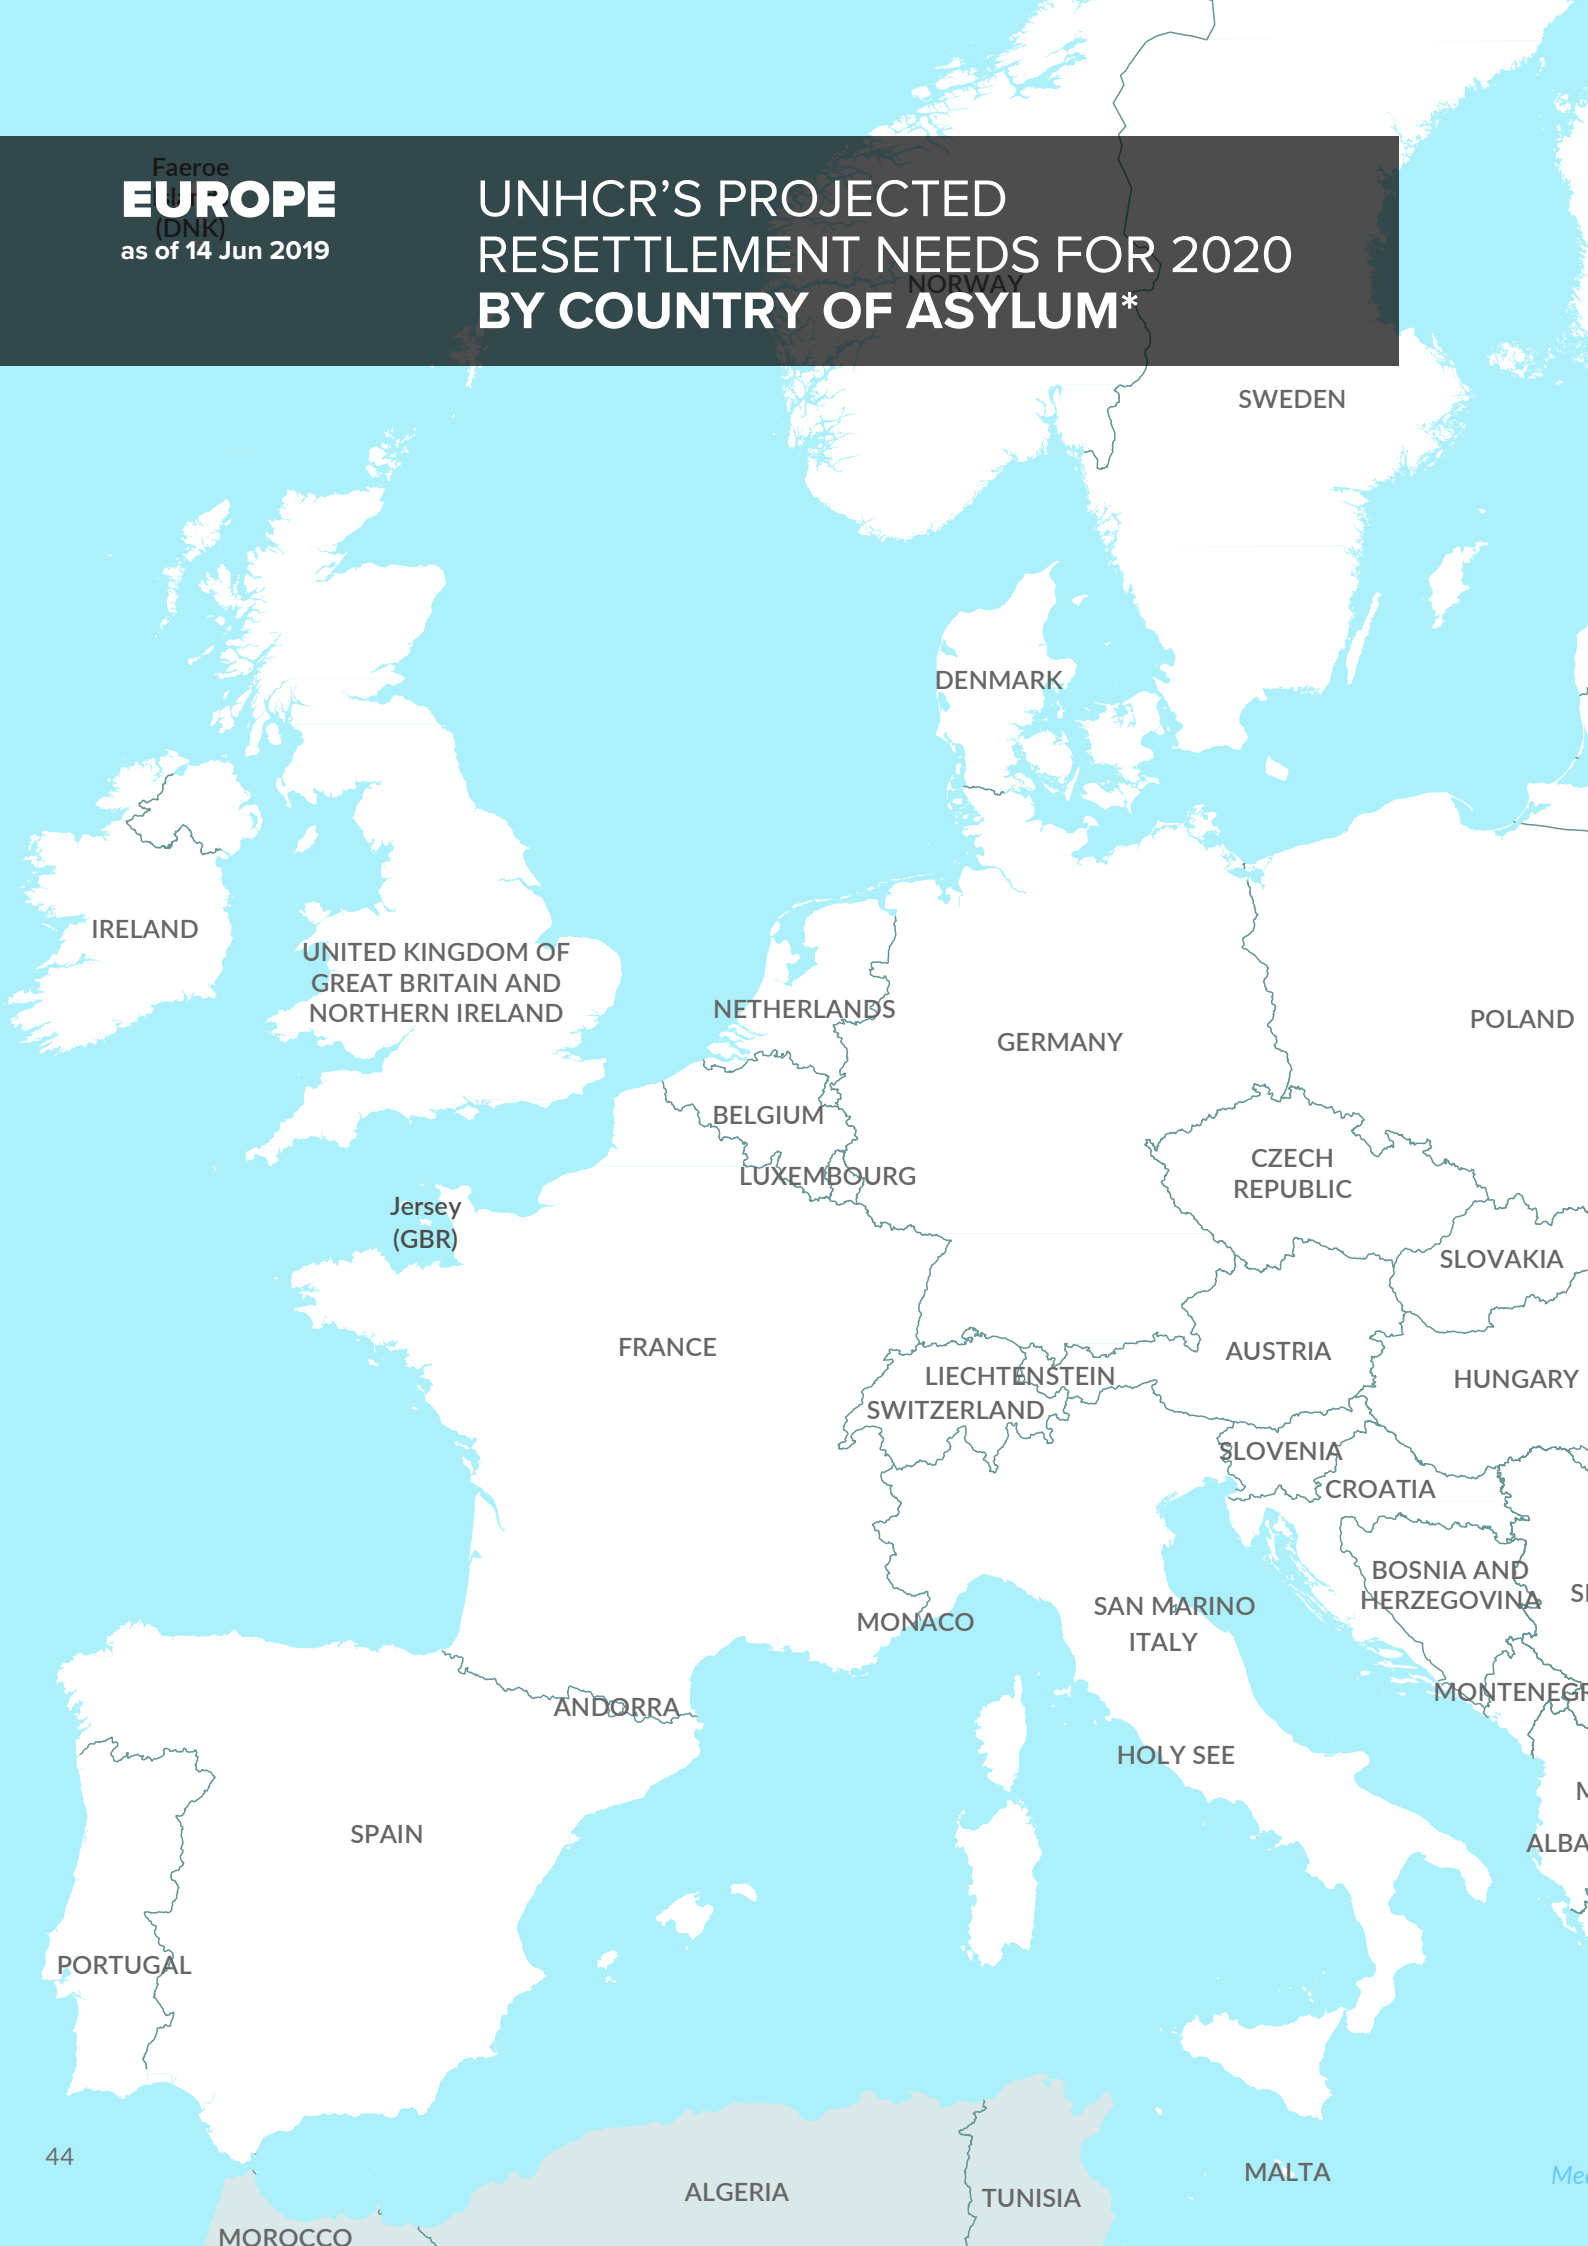 Faeroe
(DNK)
EUROPE
as of 14 Jun 2019
UNHCR'S PROJECTED
RESETTLEMENT NEEDS FOR 2020
BY COUNTRY OF ASYLUM*
NORWAY
SWEDEN
DENMARK
IRELAND
UNITED KINGDOM OF
GREAT BRITAIN AND
NORTHERN IRELAND
NETHERLANDS
GERMANY
POLAND
BELGIUM
LUXEMBOURG
CZECH
REPUBLIC
Jersey
(GBR)
SLOVAKIA
FRANCE
AUSTRIA
LIECHTENSTEIN
HUNGARY
SWITZERLAND
SLOVENIA
CROATIA
BOSNIA AND
HERZEGOVINA
SAN MARINO
MONACO
ITALY
MONTENEGR
ANDORRA
HOLY SEE
SPAIN
ALBA
PORTUGAL
44
MALTA
Med
ALGERIA
TUNISIA
MOROCCO